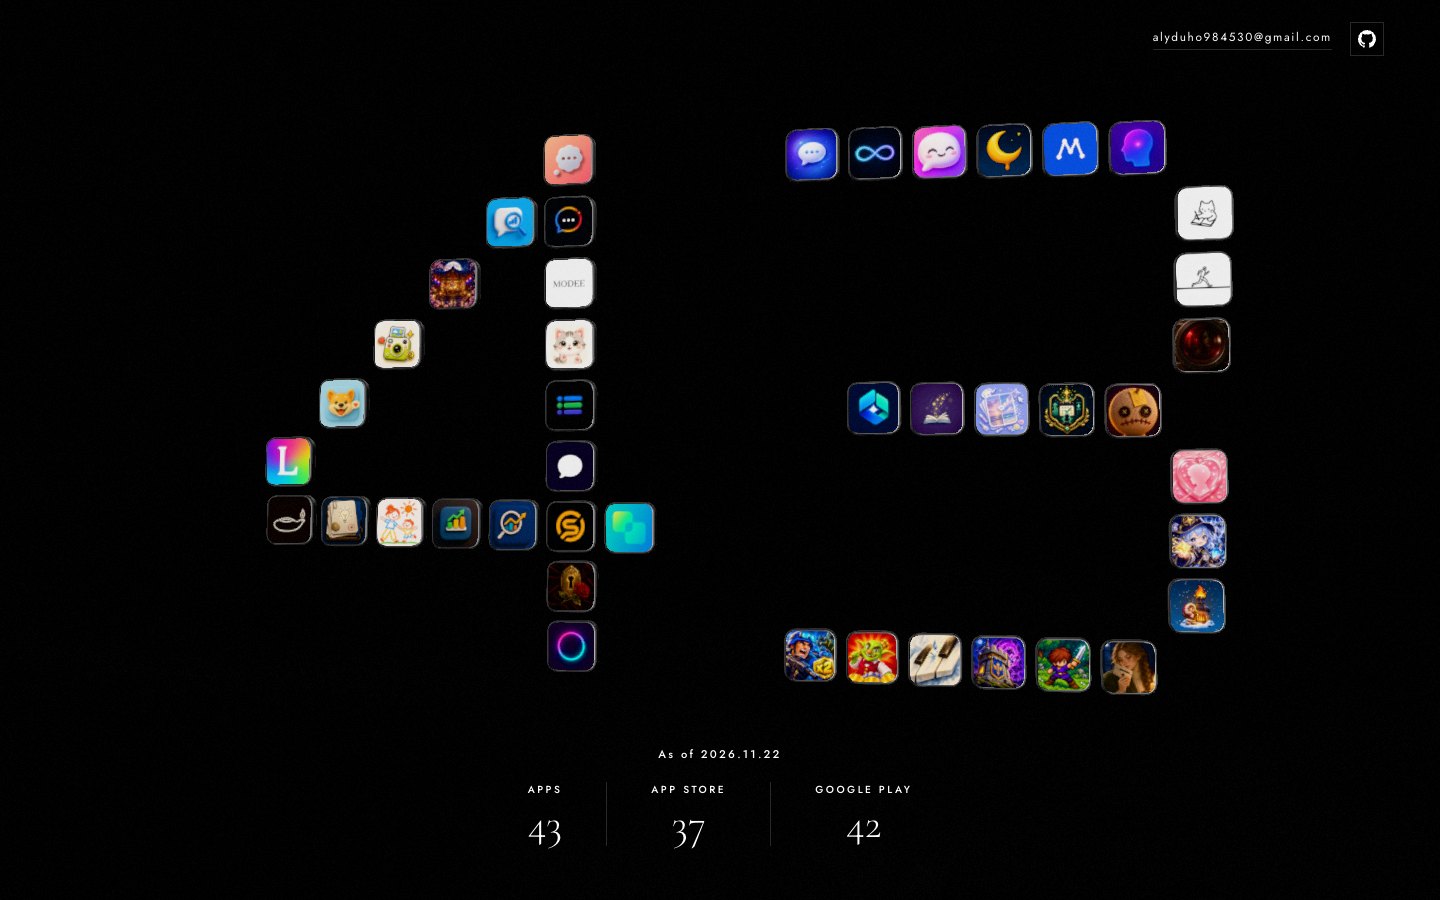 alyduho984530@gmail.com
MODEE
L
As of 2026.11.22
APPS
APP STORE
GOOGLE PLAY
43
37
42